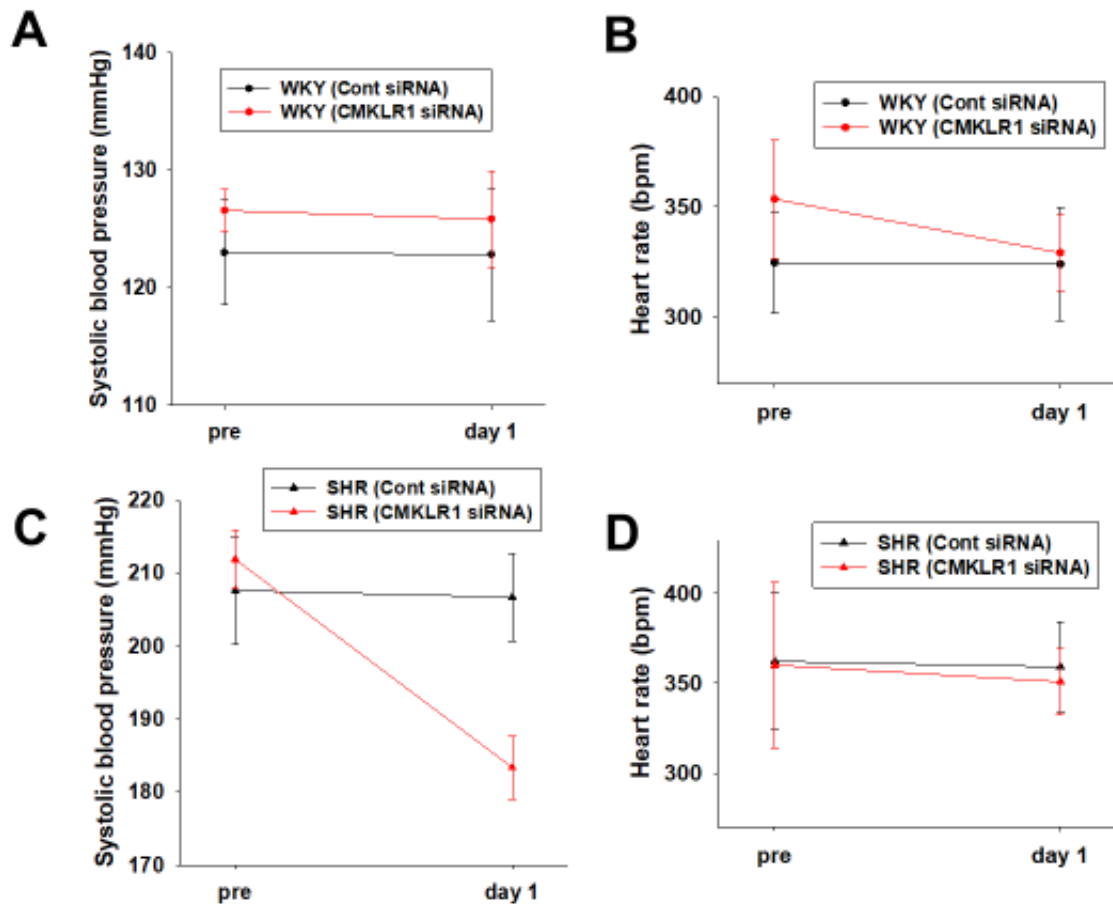 A
Systolic blood pressure (mmHg)
140
130
120
110
WKY (Cont siRNA)
WKY (CMKLR1 siRNA)
pre day 1
B
Heart rate (bpm)
400
350
300
WKY (Cont siRNA)
WKY (CMKLR1 siRNA)
pre day 1
C
Systolic blood pressure (mmHg)
220
210
200
190
180
170
SHR (Cont siRNA)
SHR (CMKLR1 siRNA)
pre day 1
D
Heart rate (bpm)
400
350
300
SHR (Cont siRNA)
SHR (CMKLR1 siRNA)
pre day 1